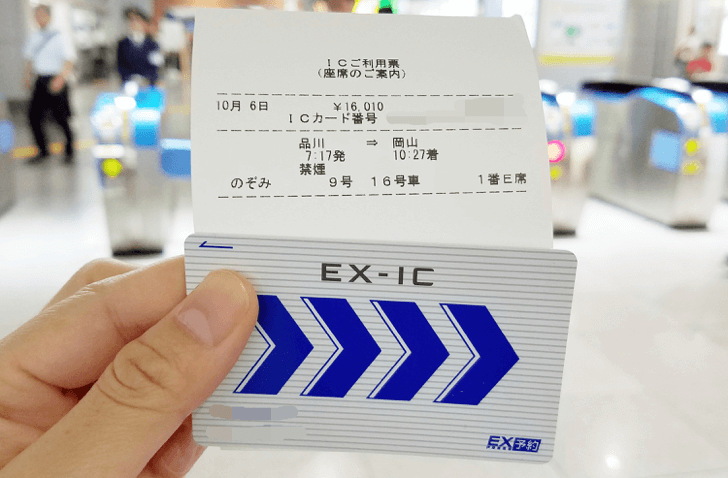 ICご利用票
(座席のご案内)
10月 6日 ¥16,010
ICカード番号
品川 ⇒ 岡山
7:17発 10:27着
禁煙
のぞみ 9号 16号車 1番E席
EX-IC
EX予約